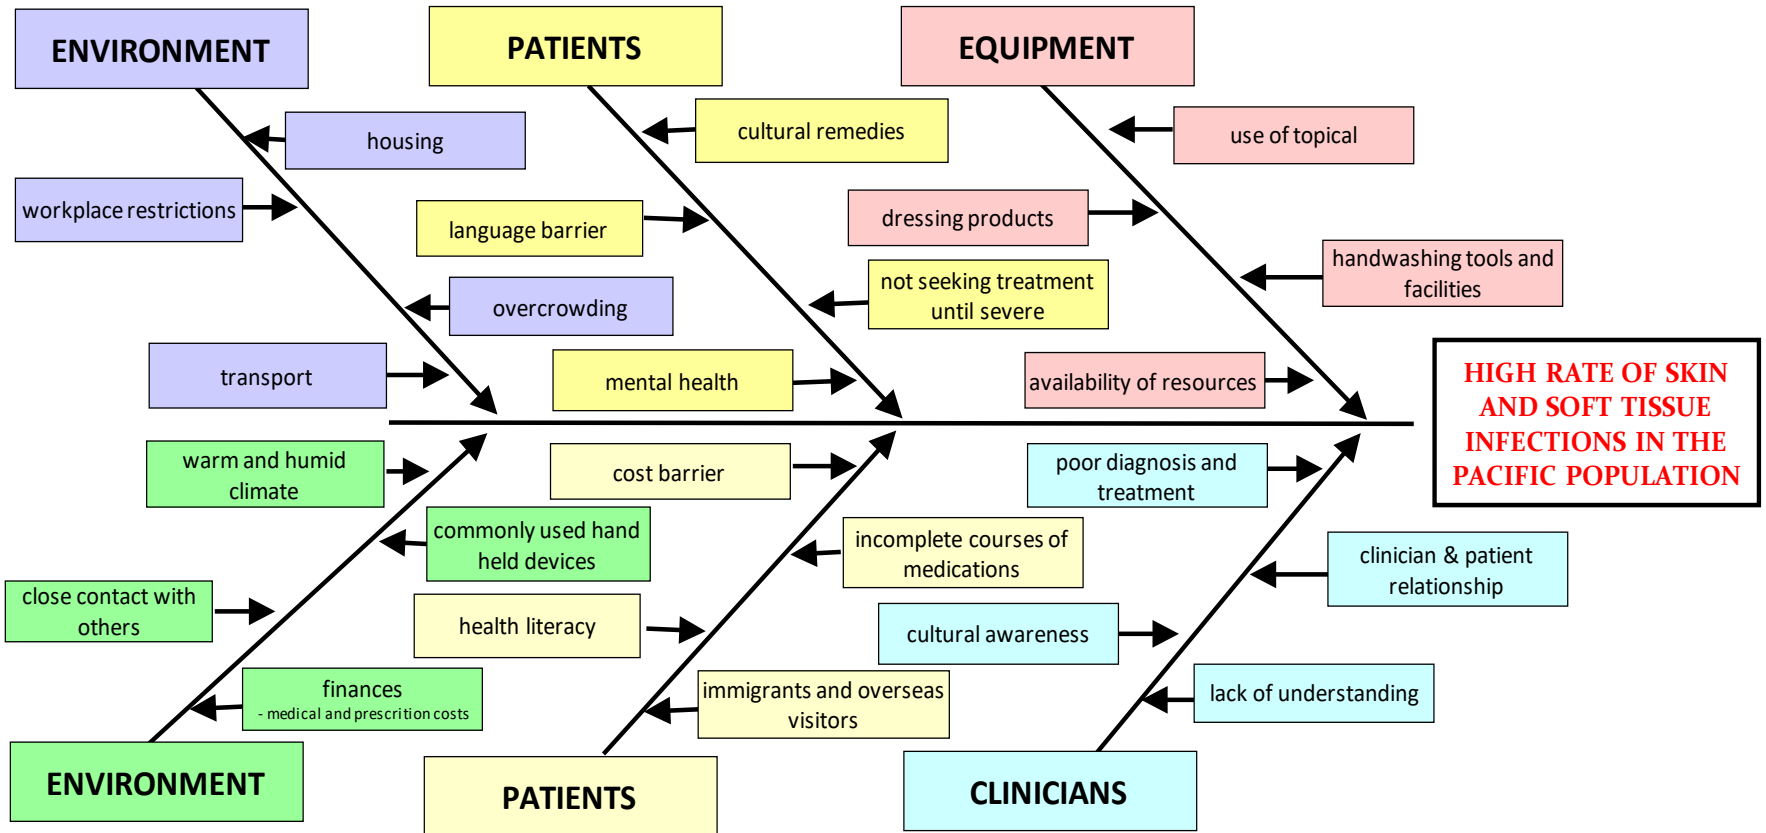 ENVIRONMENT
PATIENTS
EQUIPMENT
housing
cultural remedies
use of topical
workplace restrictions
language barrier
dressing products
overcrowding
not seeking treatment
until severe
handwashing tools and
facilities
transport
mental health
availability of resources
HIGH RATE OF SKIN
AND SOFT TISSUE
INFECTIONS IN THE
PACIFIC POPULATION
warm and humid
climate
cost barrier
poor diagnosis and
treatment
commonly used hand
held devices
incomplete courses of
medications
clinician & patient
relationship
close contact with
others
health literacy
cultural awareness
finances
- medical and prescrition costs
immigrants and overseas
visitors
lack of understanding
ENVIRONMENT
PATIENTS
CLINICIANS